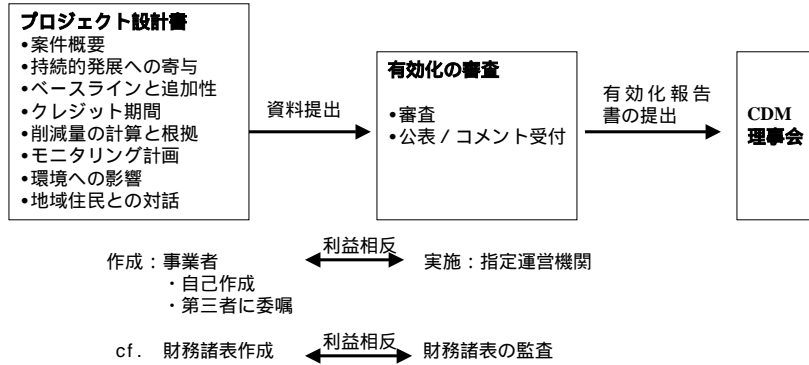 プロジェクト設計書
•案件概要
•持続的発展への寄与
•ベースラインと追加性
•クレジット期間
•削減量の計算と根拠
•モニタリング計画
•環境への影響
•地域住民との対話
資料提出
有効化の審査
•審査
•公表 / コメント受付
有効化報告
書の提出
CDM
理事会
作成：事業者
・自己作成
・第三者に委嘱
利益相反
実施：指定運営機関
cf. 財務諸表作成
利益相反
財務諸表の監査